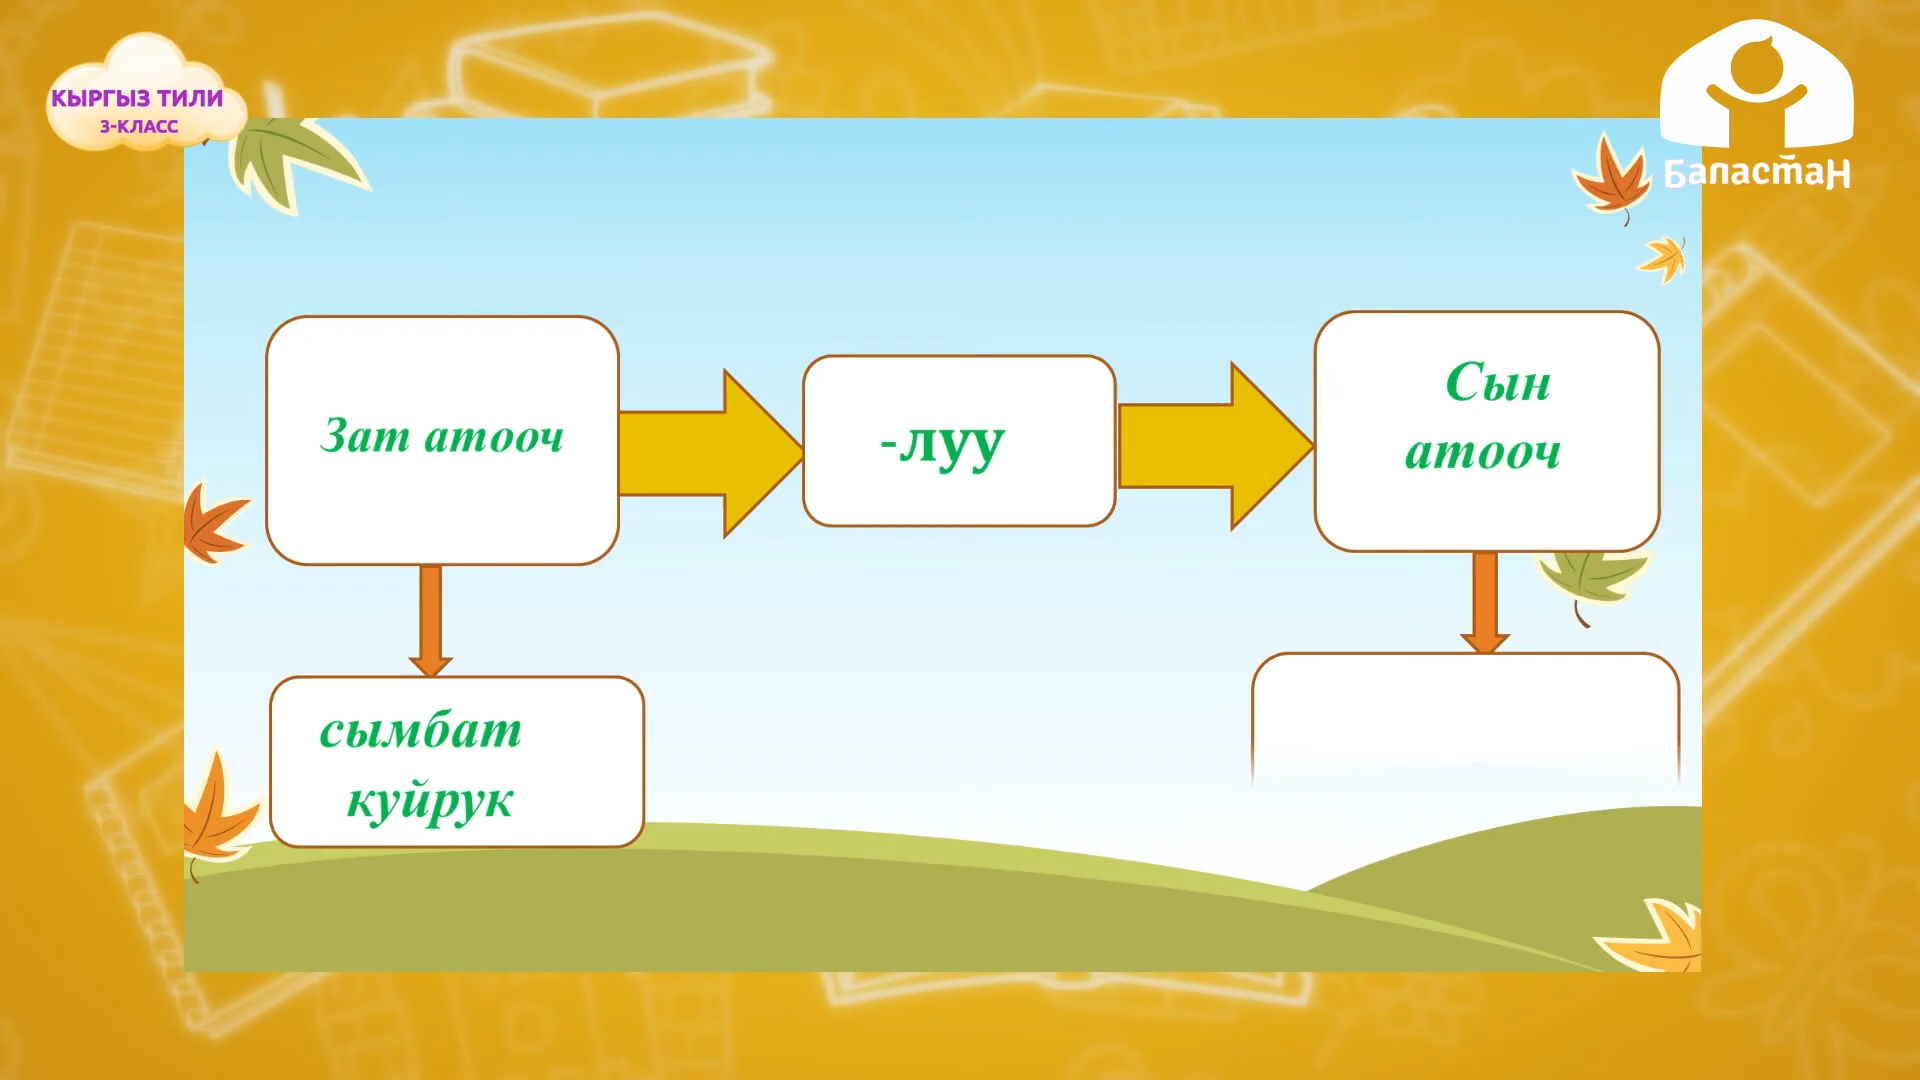 КЫРГЫЗ ТИЛИ
3-КЛАСС
Баластан
Зат атооч
-луу
Сын
атооч
сымбат
куйрук